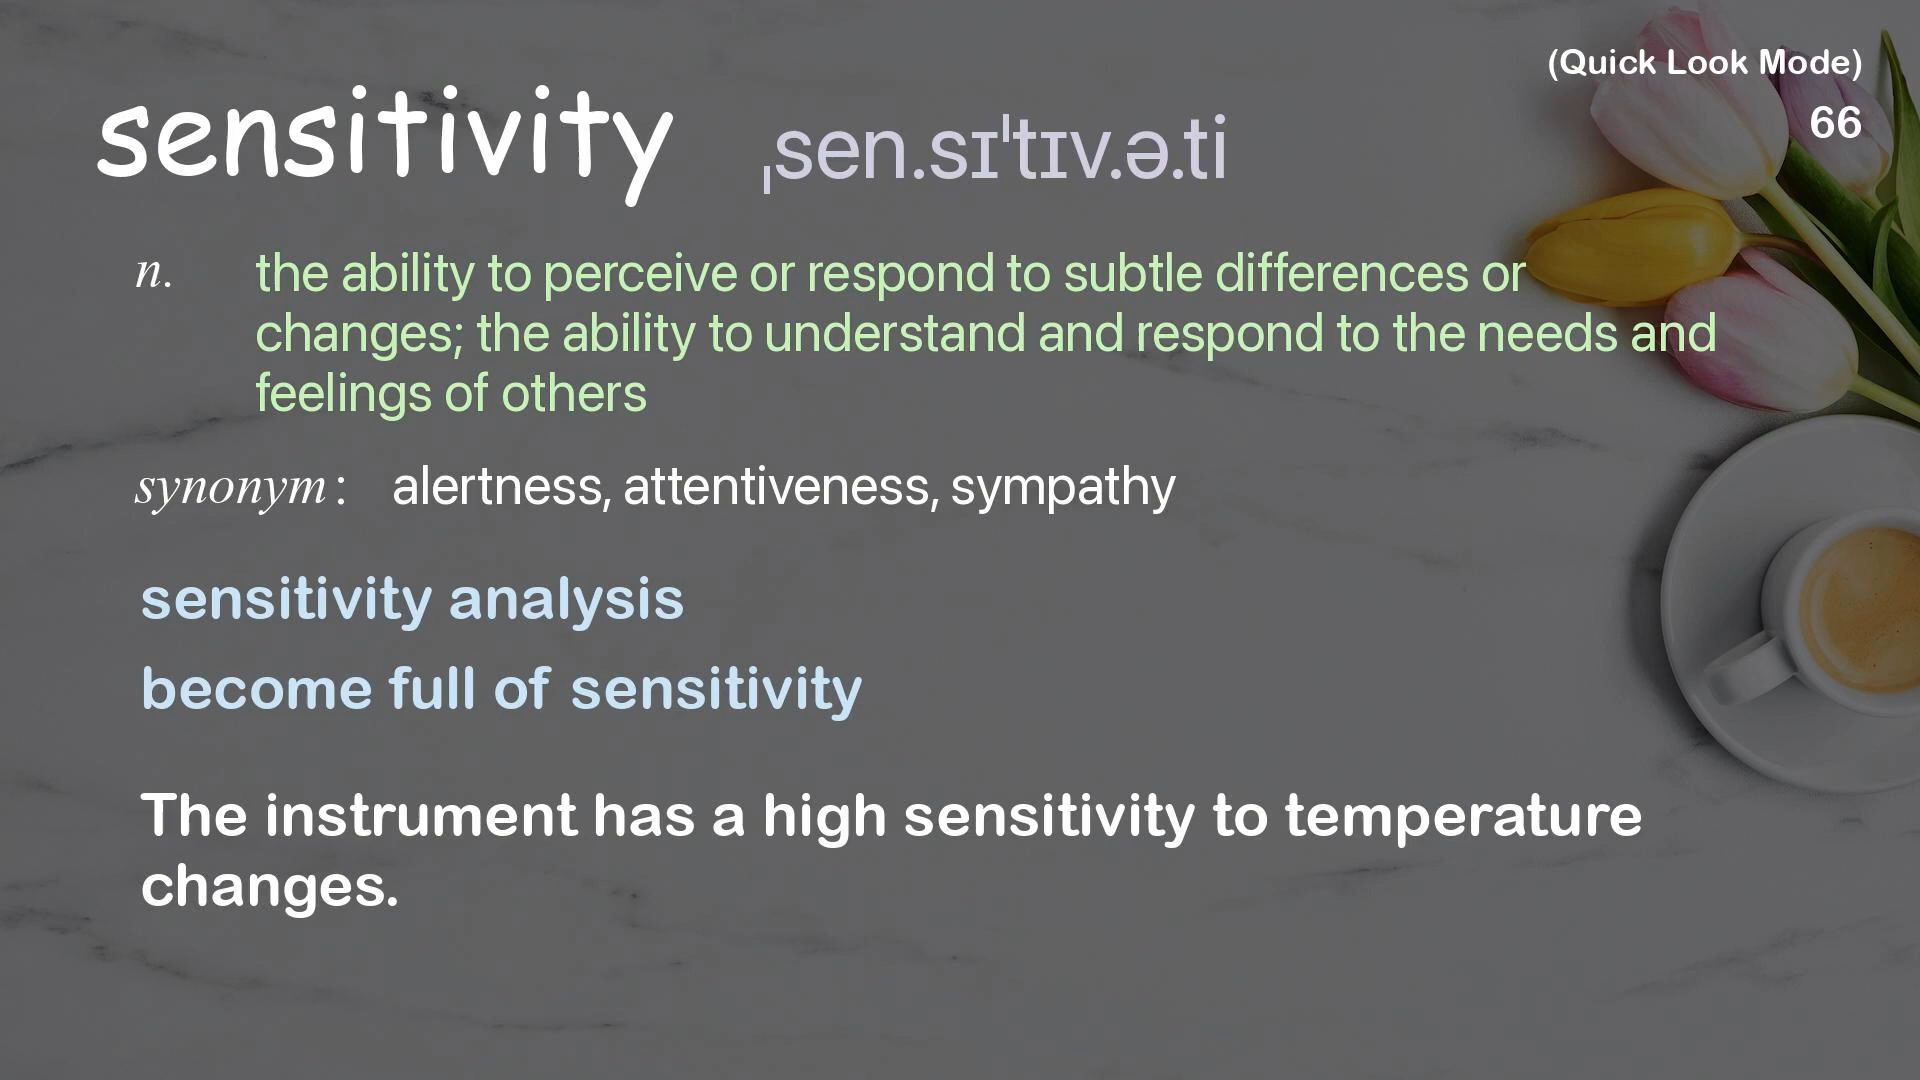 (Quick Look Mode)
66
sensitivity ˌsen.sɪˈtɪv.ə.ti
n. the ability to perceive or respond to subtle differences or
changes; the ability to understand and respond to the needs and
feelings of others
synonym: alertness, attentiveness, sympathy
sensitivity analysis
become full of sensitivity
The instrument has a high sensitivity to temperature
changes.